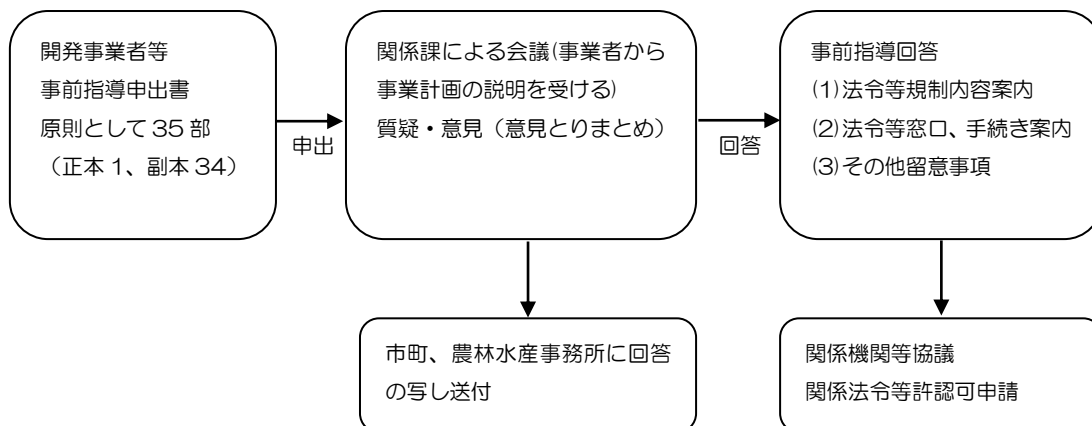 開発事業者等
事前指導申出書
原則として 35 部
（正本 1、副本 34）
申出
関係課による会議(事業者から
事業計画の説明を受ける)
質疑・意見（意見とりまとめ）
回答
事前指導回答
(1)法令等規制内容案内
(2)法令等窓口、手続き案内
(3)その他留意事項
市町、農林水産事務所に回答
の写し送付
関係機関等協議
関係法令等許認可申請